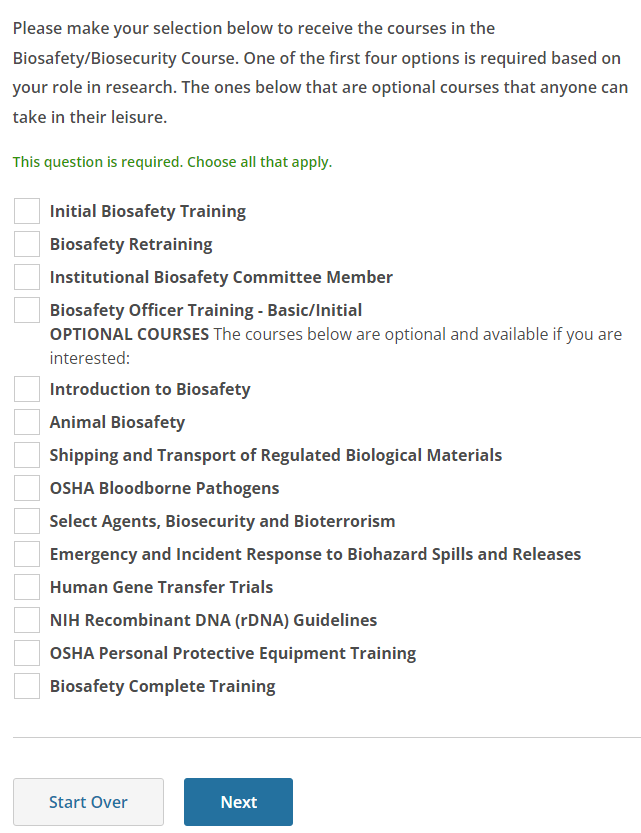 Please make your selection below to receive the courses in the
Biosafety/Biosecurity Course. One of the first four options is required based on
your role in research. The ones below that are optional courses that anyone can
take in their leisure.
This question is required. Choose all that apply.
Initial Biosafety Training
Biosafety Retraining
Institutional Biosafety Committee Member
Biosafety Officer Training - Basic/Initial
OPTIONAL COURSES The courses below are optional and available if you are
interested:
Introduction to Biosafety
Animal Biosafety
Shipping and Transport of Regulated Biological Materials
OSHA Bloodborne Pathogens
Select Agents, Biosecurity and Bioterrorism
Emergency and Incident Response to Biohazard Spills and Releases
Human Gene Transfer Trials
NIH Recombinant DNA (rDNA) Guidelines
OSHA Personal Protective Equipment Training
Biosafety Complete Training
Start Over
Next